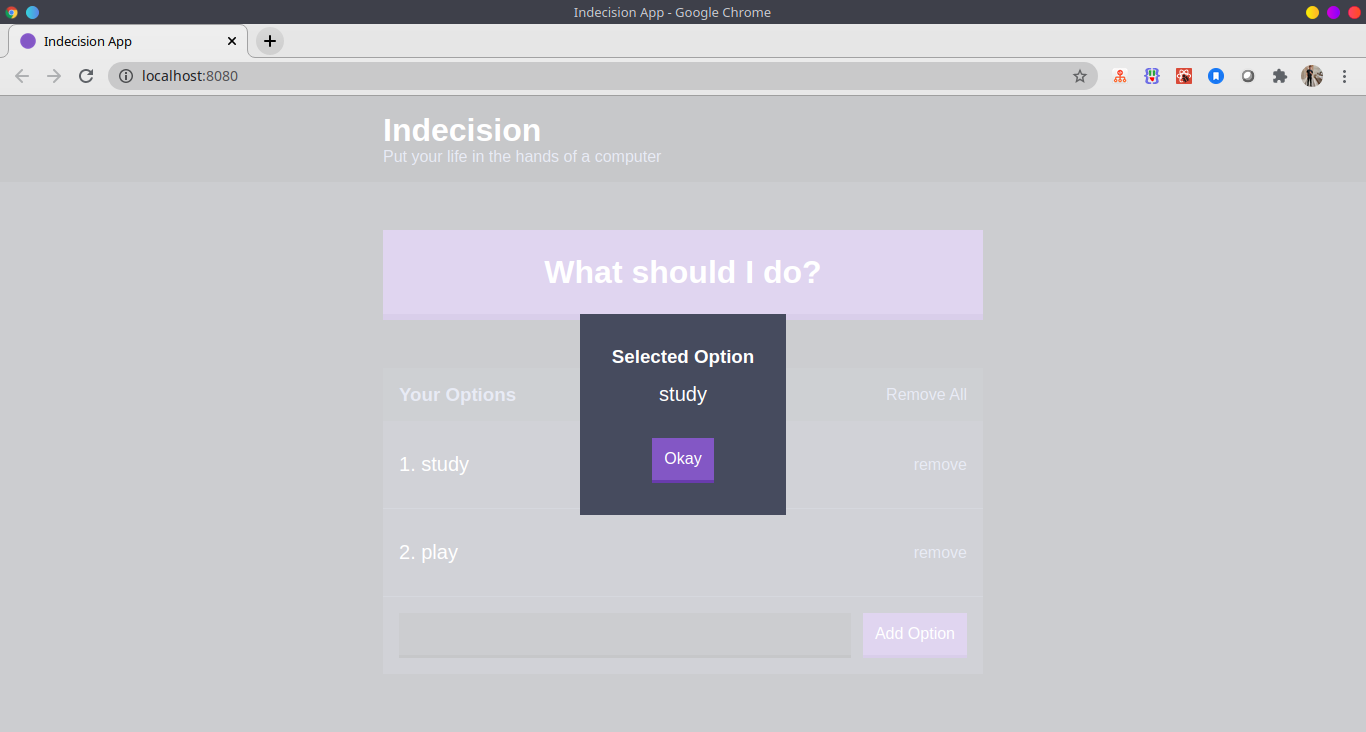 Indecision App - Google Chrome
Indecision App
localhost:8080
Indecision
Put your life in the hands of a computer
What should I do?
Selected Option
study
Okay
Your Options
Remove All
1. study
remove
2. play
remove
Add Option